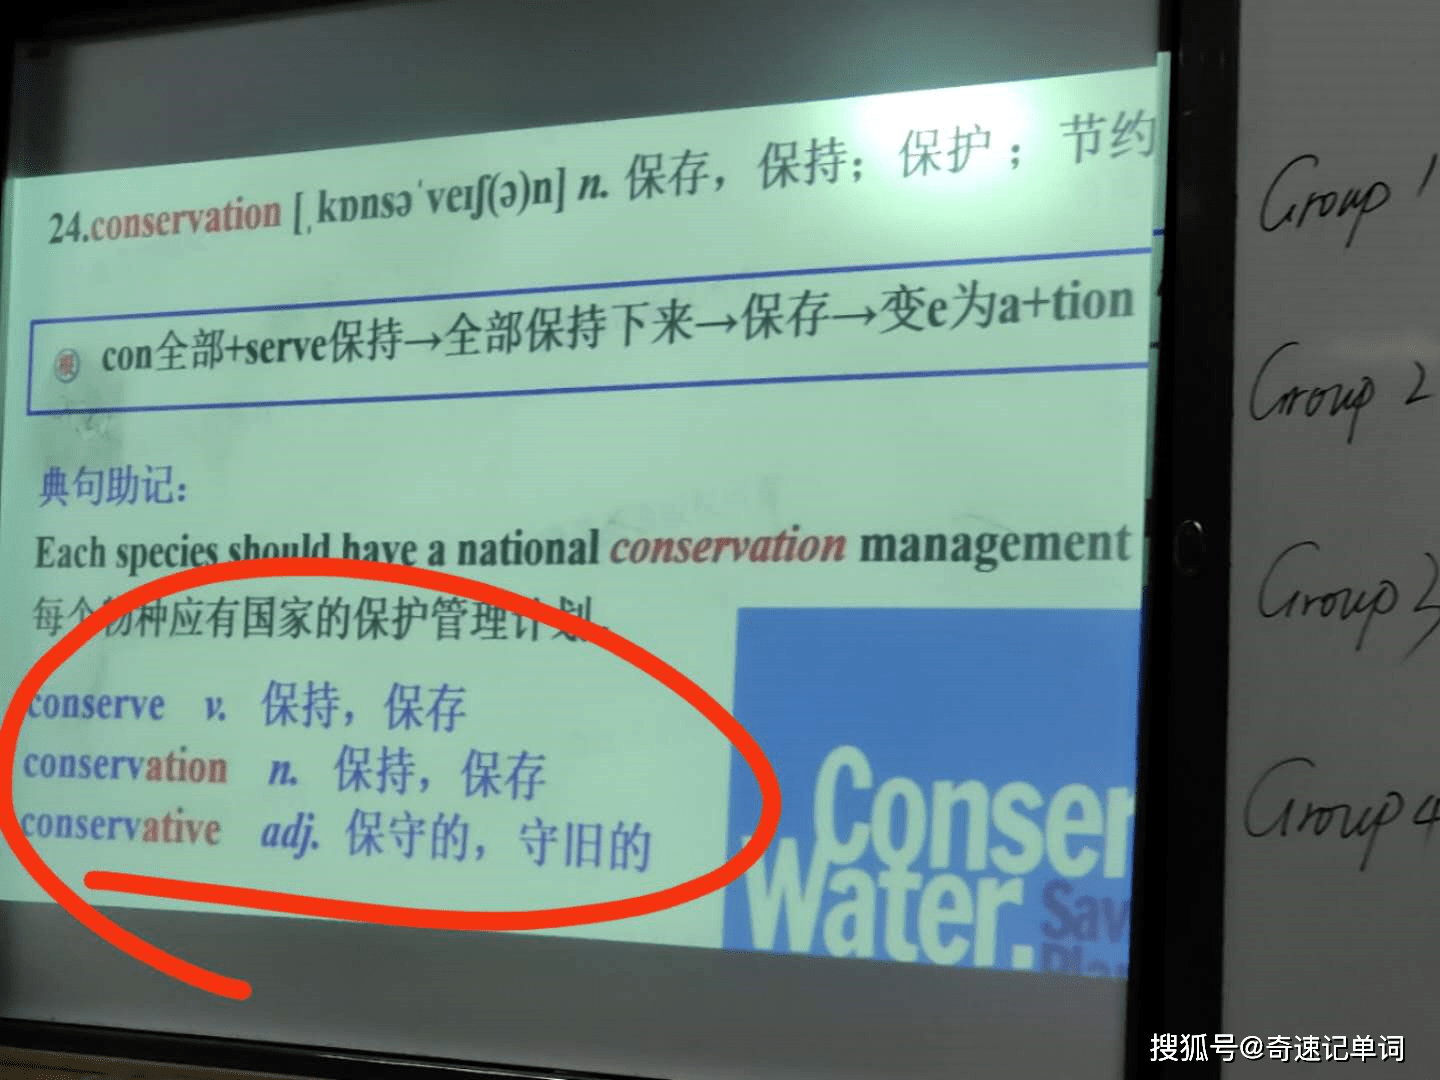 24.conservation [ˌkɒnsəˈveɪʃ(ə)n] n. 保存，保持；保护；节约
根 con全部+serve保持→全部保持下来→保存→变e为a+tion
典句助记：
Each species should have a national conservation management
每个物种应有国家的保护管理计划.
conserve v. 保持，保存
conservation n. 保持，保存
conservative adj. 保守的，守旧的
Conser
Water.
Sav
Plan
Group 1
Group 2
Group 3
Group 4
搜狐号@奇速记单词